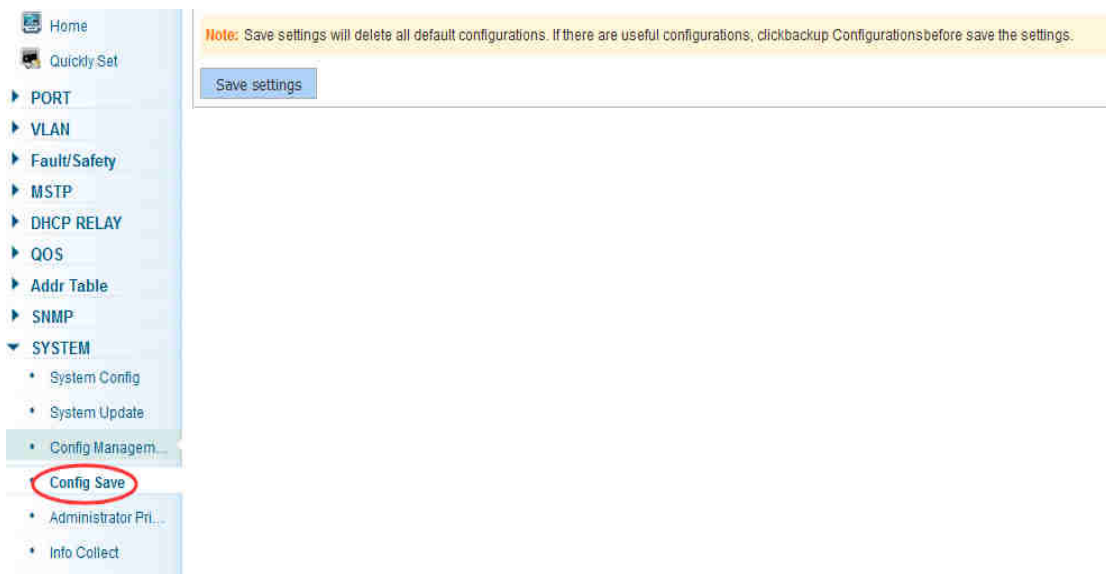 Home
Quickly Set
PORT
VLAN
Fault/Safety
MSTP
DHCP RELAY
QOS
Addr Table
SNMP
SYSTEM
System Config
System Update
Config Managem...
Config Save
Administrator Pri...
Info Collect
Note: Save settings will delete all default configurations. If there are useful configurations, clickbackup Configurationsbefore save the settings.
Save settings